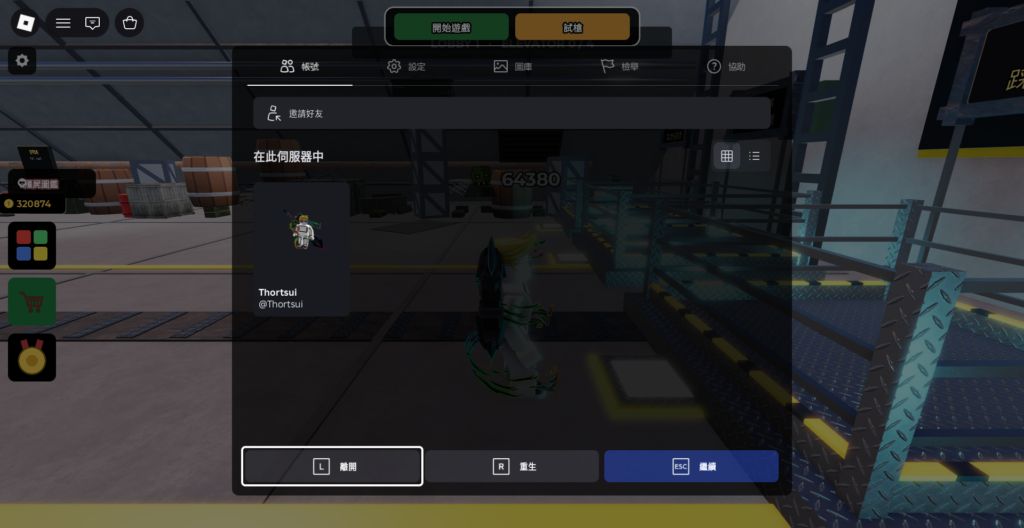 開始遊戲
試槍
帳號
設定
圖庫
檢舉
協助
邀請好友
在此伺服器中
64380
320874
Thortsui
@Thortsui
L 離開
R 重生
ESC 繼續